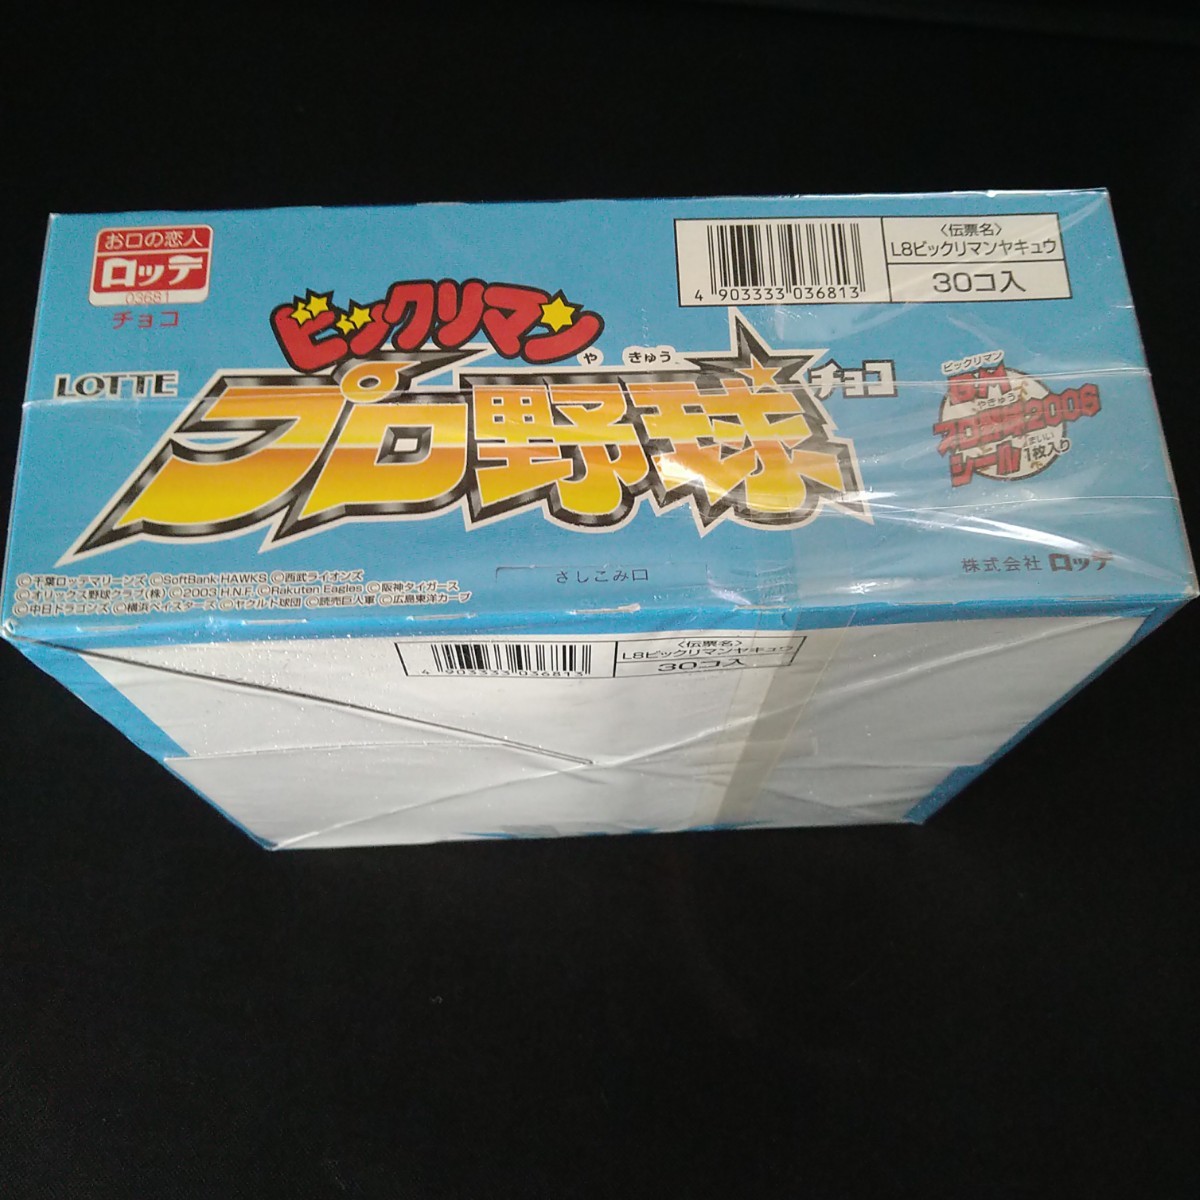 お口の恋人
ロッテ
03681
チョコ
LOTTE
ビックリマン
や きゅう
プロ野球
チョコ
4 903333 036813
〈伝票名〉
L8ビックリマンヤキュウ
30コ入
ビックリマン
やきゅう
シール
1枚入り
©千葉ロッテマリーンズ ©SoftBank HAWKS ©西武ライオンズ
©オリックス野球クラブ(株) ©2003 H.N.F ©Rakuten Eagles ©阪神タイガース
©中日ドラゴンズ ©横浜ベイスターズ ©ヤクルト球団 ©読売巨人軍 ©広島東洋カープ
さしこみ口
株式会社 ロッテ
4 903333 036813
〈伝票名〉
L8ビックリマンヤキュウ
30コ入